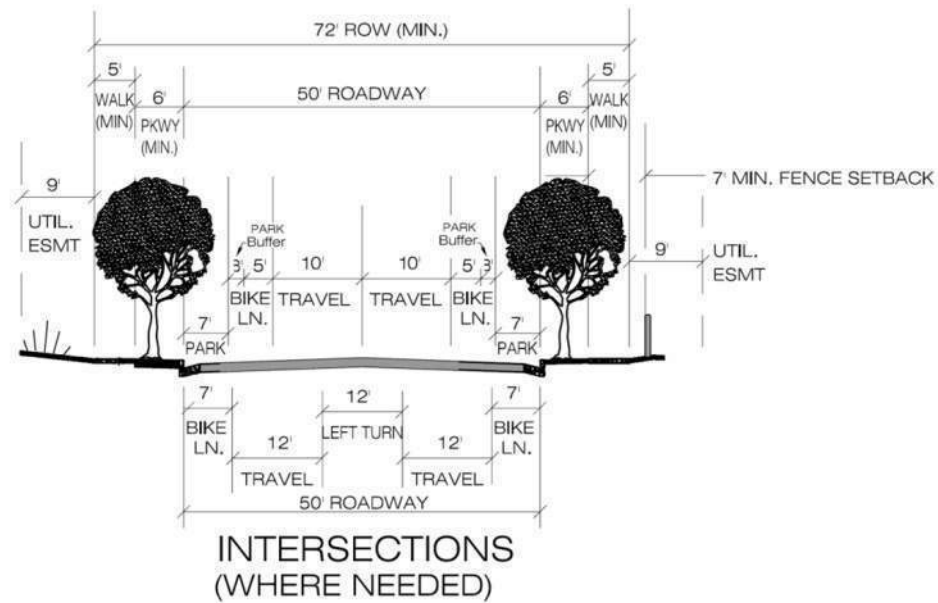 72' ROW (MIN.)
5'
WALK
(MIN)
6'
PKWY
(MIN.)
50' ROADWAY
6'
PKWY
(MIN.)
5'
WALK
(MIN)
9'
UTIL.
ESMT
7' MIN. FENCE SETBACK
9'
UTIL.
ESMT
PARK
Buffer
3'
5'
BIKE
LN.
10'
TRAVEL
10'
TRAVEL
5'
BIKE
LN.
PARK
Buffer
3'
7'
PARK
7'
PARK
7'
BIKE
LN.
12'
TRAVEL
12'
LEFT TURN
12'
TRAVEL
7'
BIKE
LN.
50' ROADWAY
INTERSECTIONS
(WHERE NEEDED)